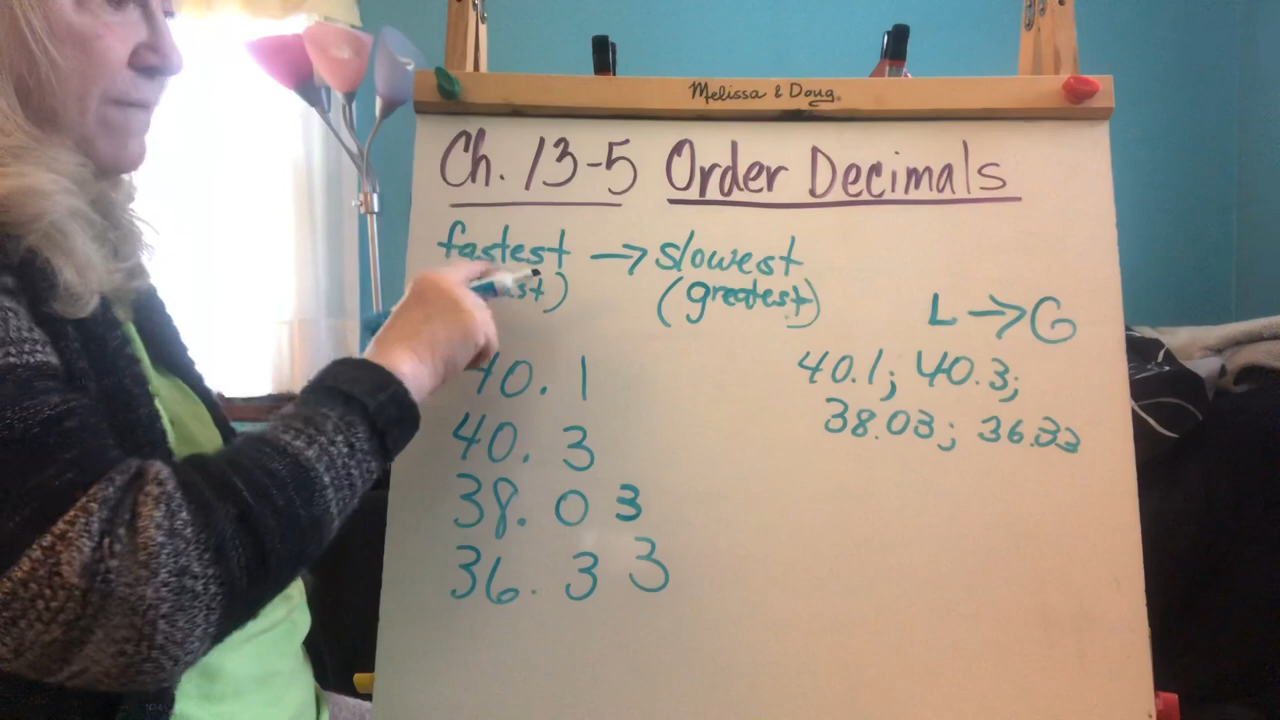 Melissa & Doug
Ch. 13-5 Order Decimals
fastest → slowest
(greatest)
L → G
40.1
40.3
38.03
36.33
40.1; 40.3;
38.03; 36.33